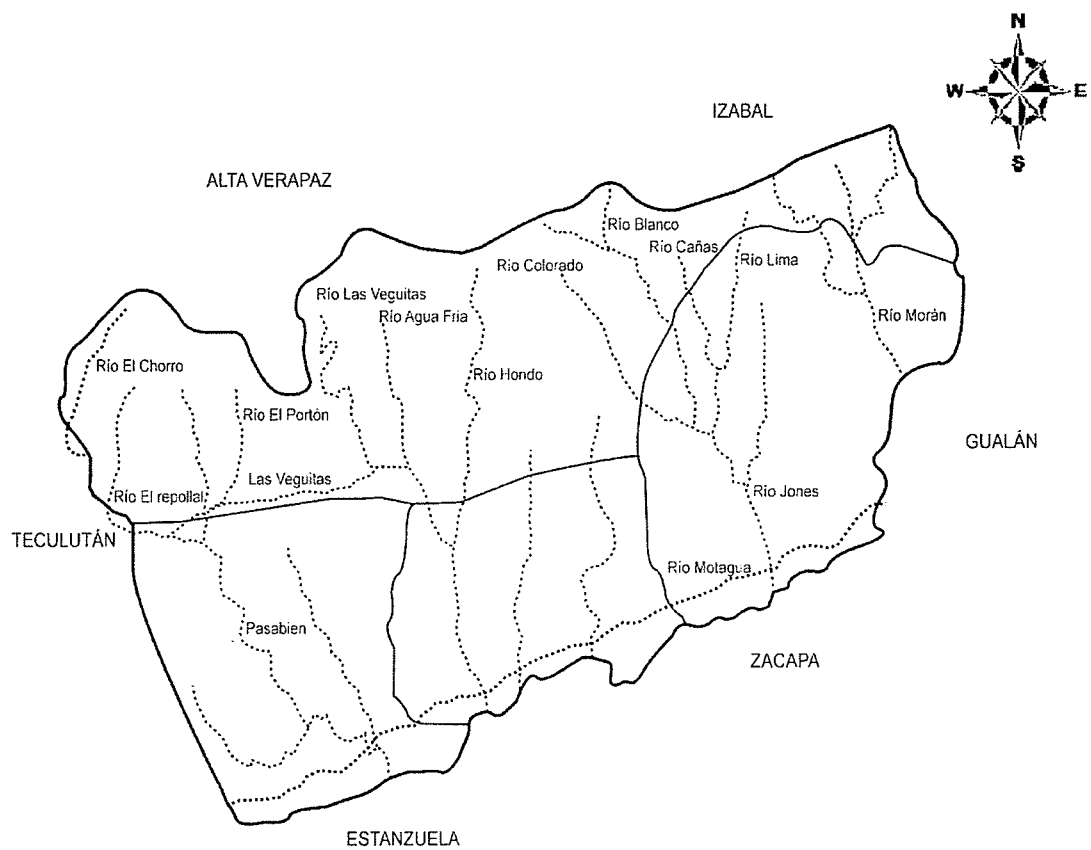 N
W E
S
IZABAL
ALTA VERAPAZ
Río Blanco
Río Cañas
Río Lima
Río Colorado
Río Las Veguitas
Río Agua Fria
Río Morán
Río El Chorro
Río Hondo
Río El Portón
GUALÁN
Las Veguitas
Río El repollal
Río Jones
TECULUTÁN
Río Motagua
Pasabien
ZACAPA
ESTANZUELA